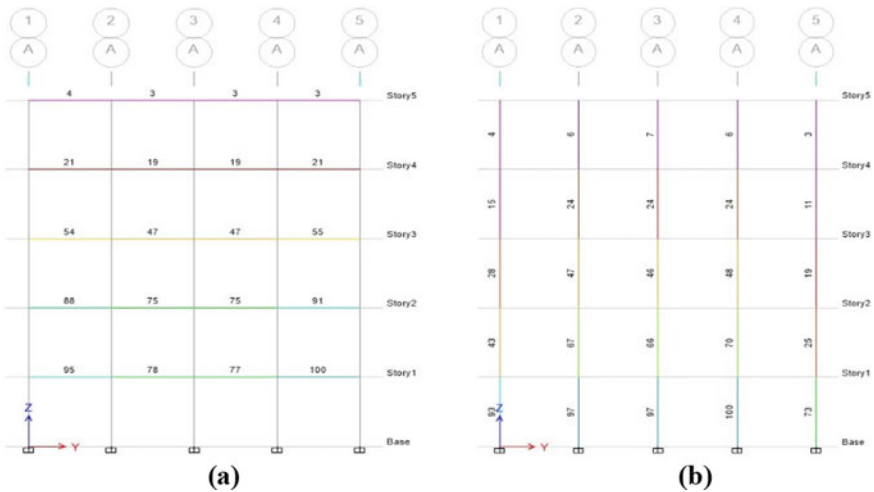 1 2 3 4 5
A A A A A
4 3 3 3 Story5
21 19 19 21 Story4
54 47 47 55 Story3
88 75 75 91 Story2
95 78 77 100 Story1
Z
Y Base
(a)
1 2 3 4 5
A A A A A
Story5
4 6 7 6 3
Story4
15 24 24 24 11
Story3
28 47 46 48 19
Story2
43 67 66 70 25
Story1
93 97 97 100 73
Z
Y Base
(b)